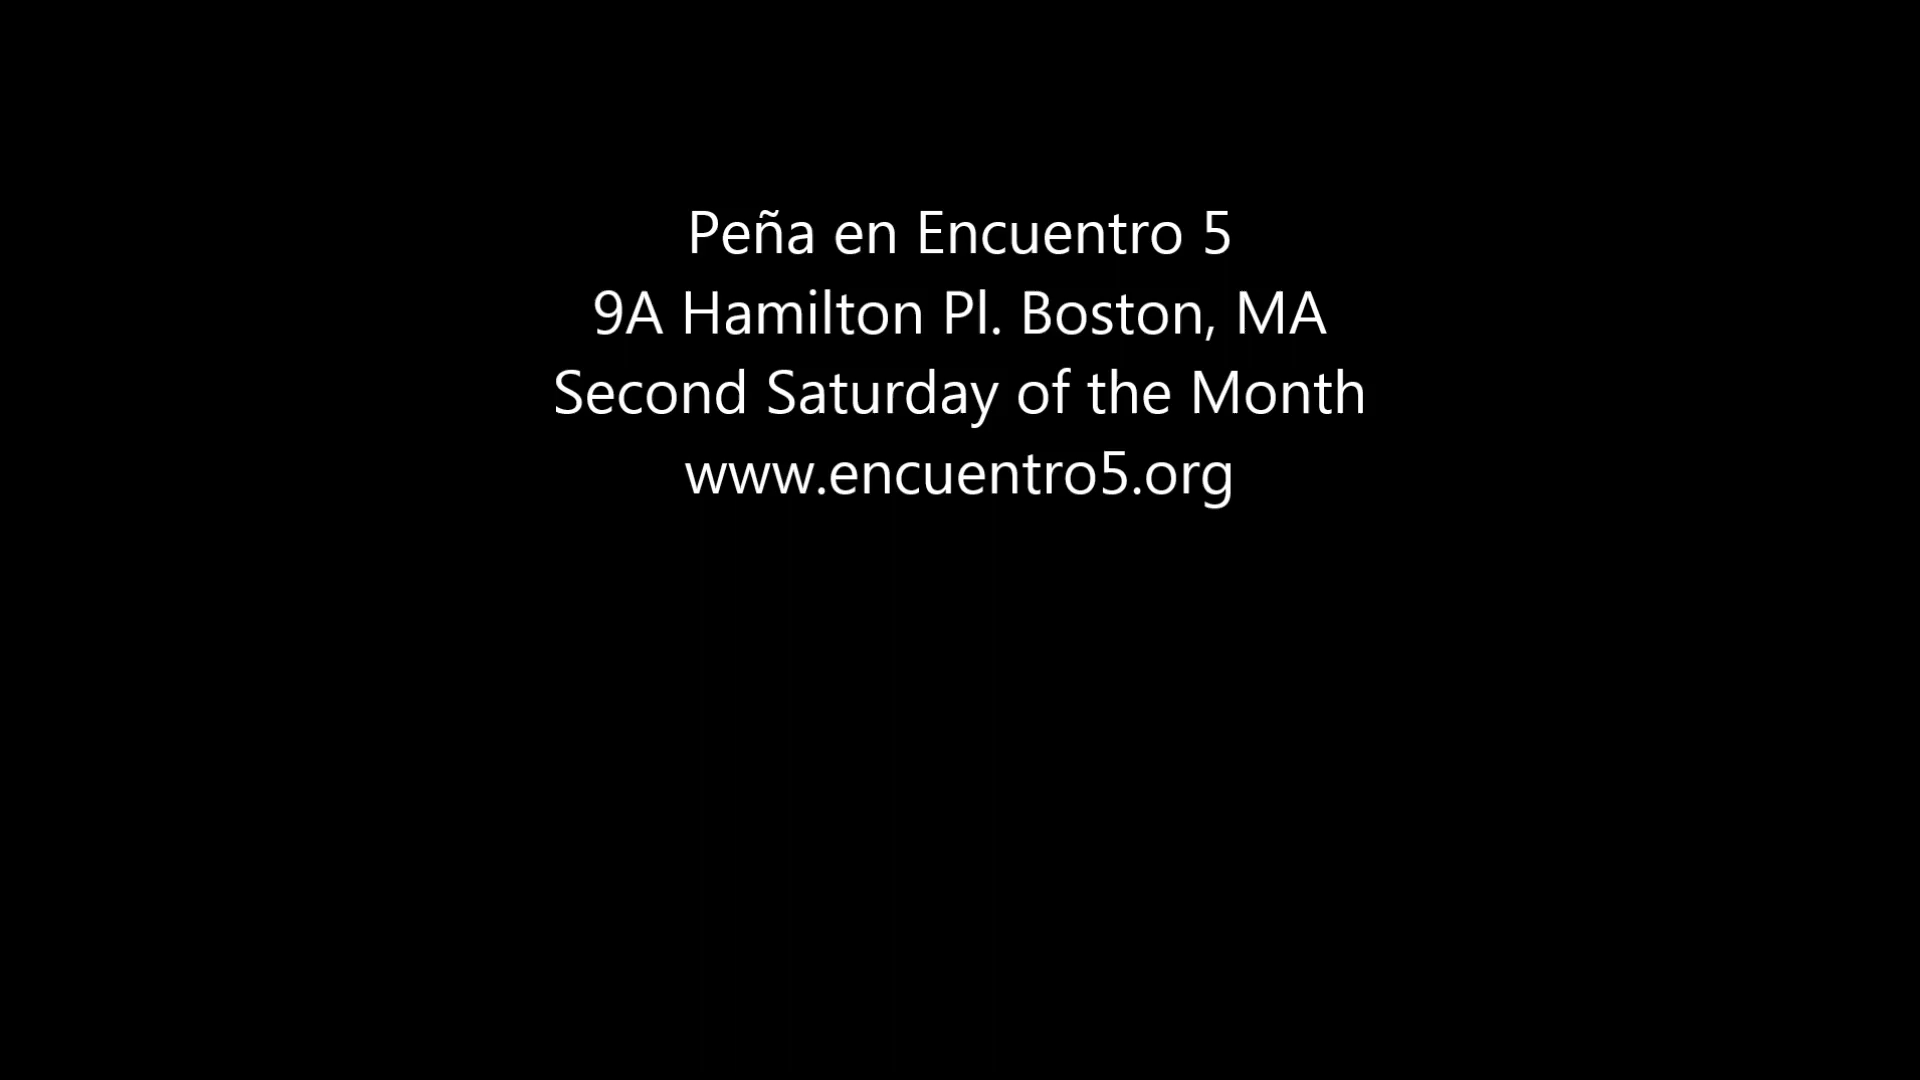 Peña en Encuentro 5
9A Hamilton Pl. Boston, MA
Second Saturday of the Month
www.encuentro5.org